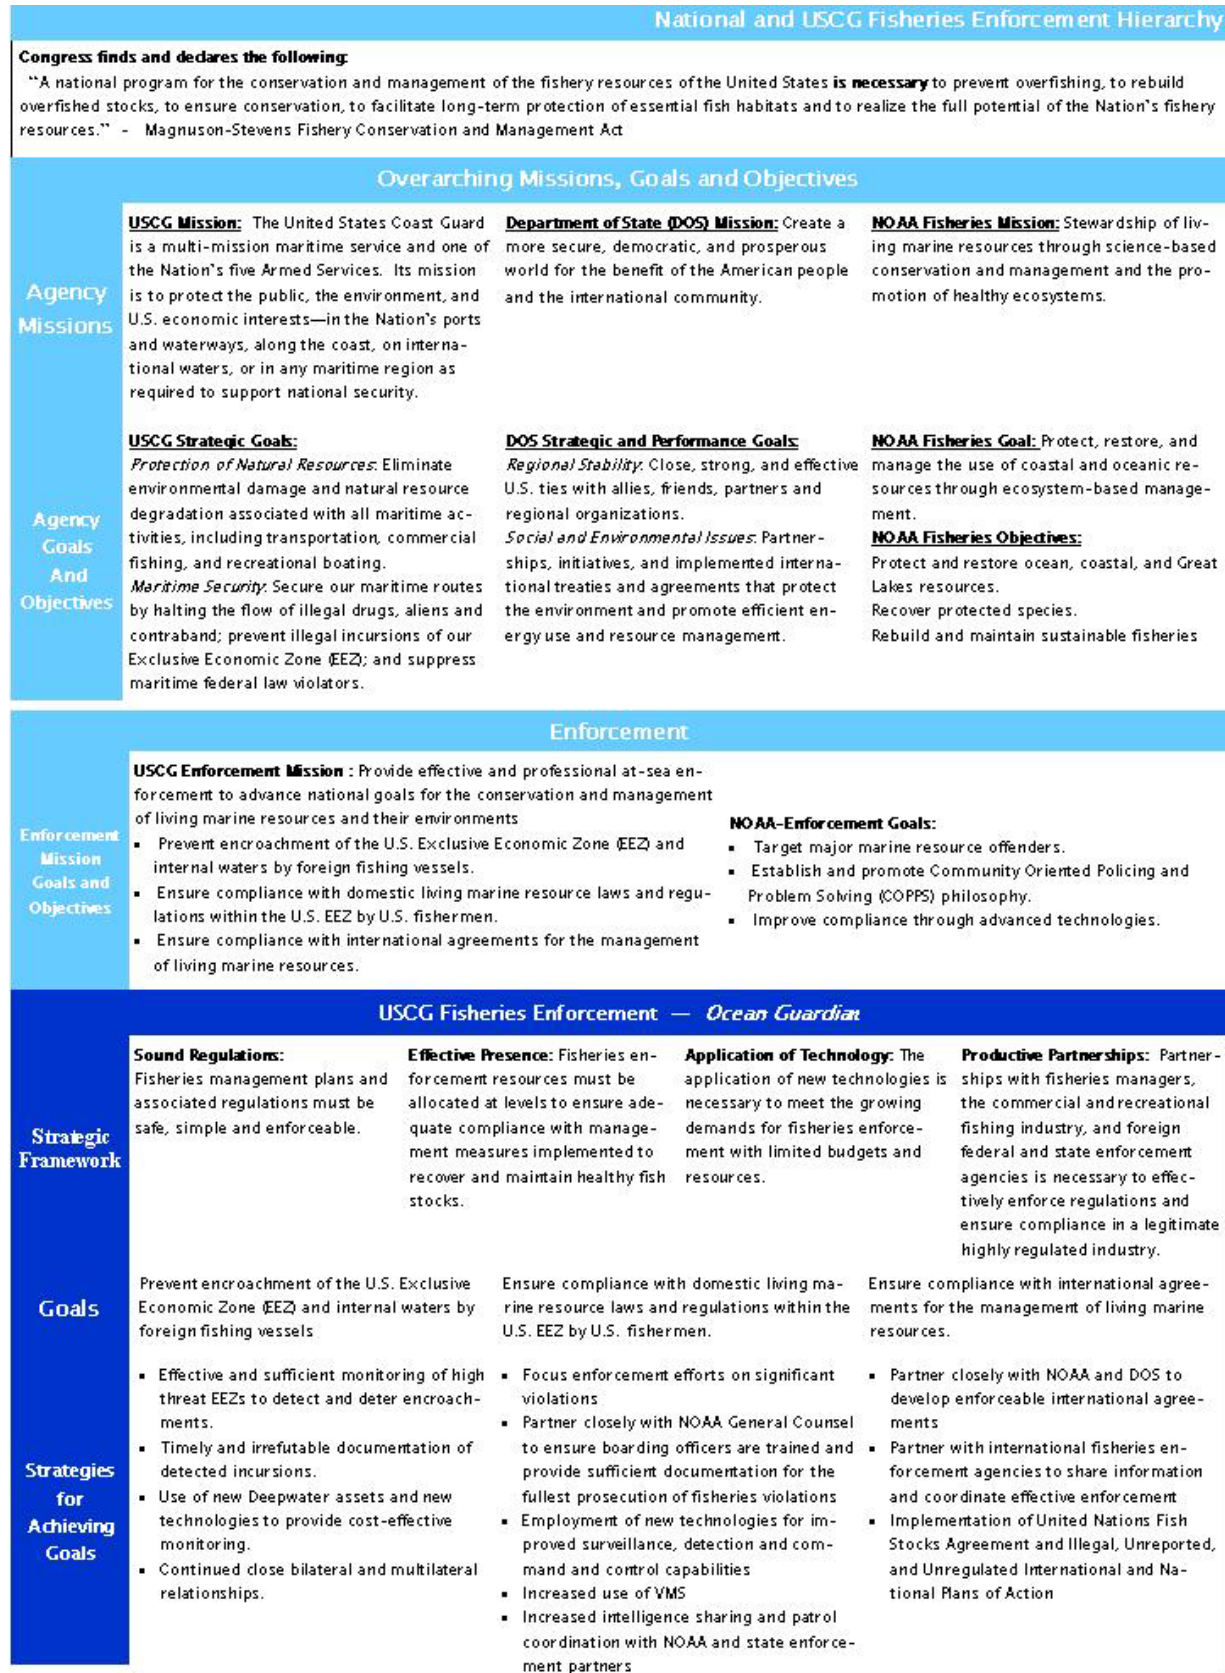 National and USCG Fisheries Enforcement Hierarchy
Congress finds and declares the following:
“A national program for the conservation and management of the fishery resources of the United States is necessary to prevent overfishing, to rebuild
overfished stocks, to ensure conservation, to facilitate long-term protection of essential fish habitats and to realize the full potential of the Nation's fishery
resources.” - Magnuson-Stevens Fishery Conservation and Management Act
Overarching Missions, Goals and Objectives
Agency
Missions
USCG Mission: The United States Coast Guard
is a multi-mission maritime service and one of
the Nation's five Armed Services. Its mission
is to protect the public, the environment, and
U.S. economic interests—in the Nation's ports
and waterways, along the coast, on interna-
tional waters, or in any maritime region as
required to support national security.
Department of State (DOS) Mission: Create a
more secure, democratic, and prosperous
world for the benefit of the American people
and the international community.
NOAA Fisheries Mission: Stewardship of liv-
ing marine resources through science-based
conservation and management and the pro-
motion of healthy ecosystems.
Agency
Goals
And
Objectives
USCG Strategic Goals:
Protection of Natural Resources: Eliminate
environmental damage and natural resource
degradation associated with all maritime ac-
tivities, including transportation, commercial
fishing, and recreational boating.
Maritime Security: Secure our maritime routes
by halting the flow of illegal drugs, aliens and
contraband; prevent illegal incursions of our
Exclusive Economic Zone (EEZ); and suppress
maritime federal law violators.
DOS Strategic and Performance Goals:
Regional Stability: Close, strong, and effective
U.S. ties with allies, friends, partners and
regional organizations.
Social and Environmental Issues: Partner-
ships, initiatives, and implemented interna-
tional treaties and agreements that protect
the environment and promote efficient en-
ergy use and resource management.
NOAA Fisheries Goal: Protect, restore, and
manage the use of coastal and oceanic re-
sources through ecosystem-based manage-
ment.
NOAA Fisheries Objectives:
Protect and restore ocean, coastal, and Great
Lakes resources.
Recover protected species.
Rebuild and maintain sustainable fisheries
Enforcement
Enforcement
Mission
Goals and
Objectives
USCG Enforcement Mission : Provide effective and professional at-sea en-
forcement to advance national goals for the conservation and management
of living marine resources and their environments
▪ Prevent encroachment of the U.S. Exclusive Economic Zone (EEZ) and
internal waters by foreign fishing vessels.
▪ Ensure compliance with domestic living marine resource laws and regu-
lations within the U.S. EEZ by U.S. fishermen.
▪ Ensure compliance with international agreements for the management
of living marine resources.
NOAA-Enforcement Goals:
▪ Target major marine resource offenders.
▪ Establish and promote Community Oriented Policing and
Problem Solving (COPPS) philosophy.
▪ Improve compliance through advanced technologies.
USCG Fisheries Enforcement — Ocean Guardian
Strategic
Framework
Sound Regulations:
Fisheries management plans and
associated regulations must be
safe, simple and enforceable.
Effective Presence: Fisheries en-
forcement resources must be
allocated at levels to ensure ade-
quate compliance with manage-
ment measures implemented to
recover and maintain healthy fish
stocks.
Application of Technology: The
application of new technologies is
necessary to meet the growing
demands for fisheries enforce-
ment with limited budgets and
resources.
Productive Partnerships: Partner-
ships with fisheries managers,
the commercial and recreational
fishing industry, and foreign
federal and state enforcement
agencies is necessary to effec-
tively enforce regulations and
ensure compliance in a legitimate
highly regulated industry.
Goals
Prevent encroachment of the U.S. Exclusive
Economic Zone (EEZ) and internal waters by
foreign fishing vessels
Ensure compliance with domestic living ma-
rine resource laws and regulations within the
U.S. EEZ by U.S. fishermen.
Ensure compliance with international agree-
ments for the management of living marine
resources.
Strategies
for
Achieving
Goals
▪ Effective and sufficient monitoring of high
threat EEZs to detect and deter encroach-
ments.
▪ Timely and irrefutable documentation of
detected incursions.
▪ Use of new Deepwater assets and new
technologies to provide cost-effective
monitoring.
▪ Continued close bilateral and multilateral
relationships.
▪ Focus enforcement efforts on significant
violations
▪ Partner closely with NOAA General Counsel
to ensure boarding officers are trained and
provide sufficient documentation for the
fullest prosecution of fisheries violations
▪ Employment of new technologies for im-
proved surveillance, detection and com-
mand and control capabilities
▪ Increased use of VMS
▪ Increased intelligence sharing and patrol
coordination with NOAA and state enforce-
ment partners
▪ Partner closely with NOAA and DOS to
develop enforceable international agree-
ments
▪ Partner with international fisheries en-
forcement agencies to share information
and coordinate effective enforcement
▪ Implementation of United Nations Fish
Stocks Agreement and Illegal, Unreported,
and Unregulated International and Na-
tional Plans of Action